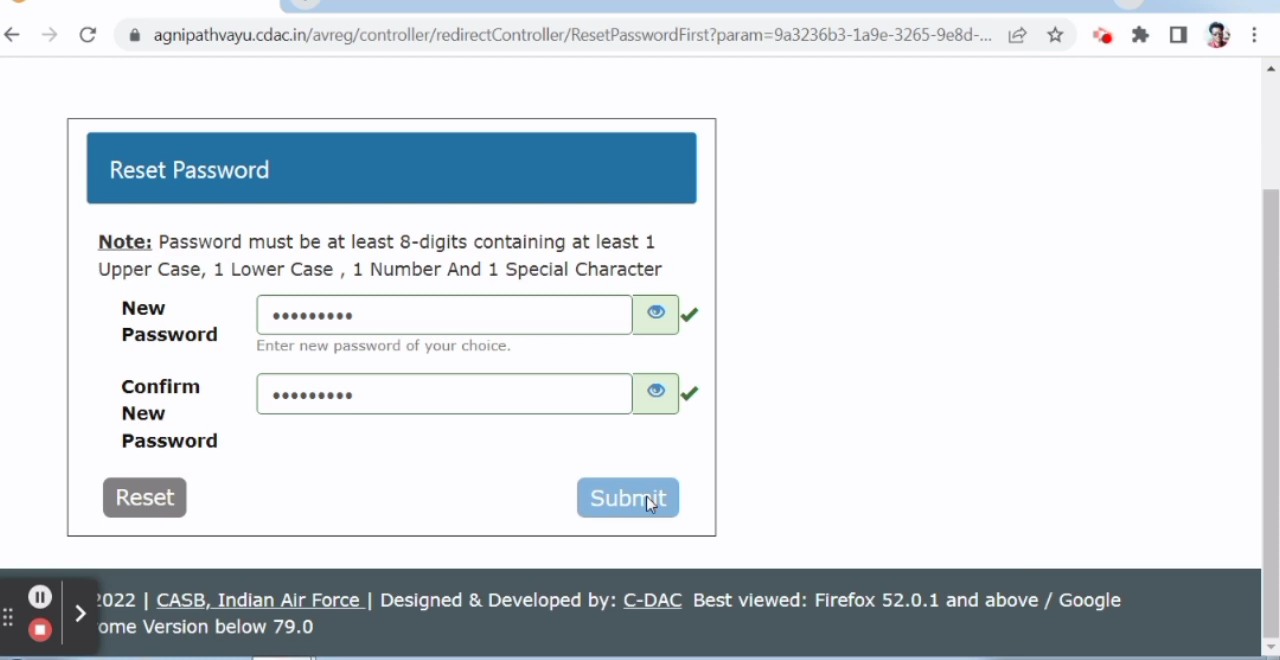 agnipathvayu.cdac.in/avreg/controller/redirectController/ResetPasswordFirst?param=9a3236b3-1a9e-3265-9e8d-...
Reset Password
Note: Password must be at least 8-digits containing at least 1
Upper Case, 1 Lower Case , 1 Number And 1 Special Character
New
Password
•••••••••
Enter new password of your choice.
Confirm
New
Password
•••••••••
Reset
Submit
2022 | CASB, Indian Air Force | Designed & Developed by: C-DAC Best viewed: Firefox 52.0.1 and above / Google
ome Version below 79.0